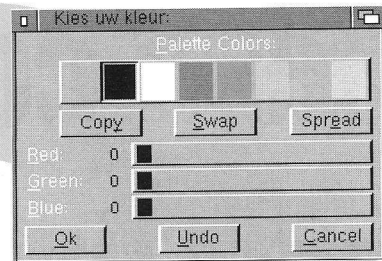 Kies uw kleur:
Palette Colors:
Copy Swap Spread
Red: 0
Green: 0
Blue: 0
Ok Undo Cancel